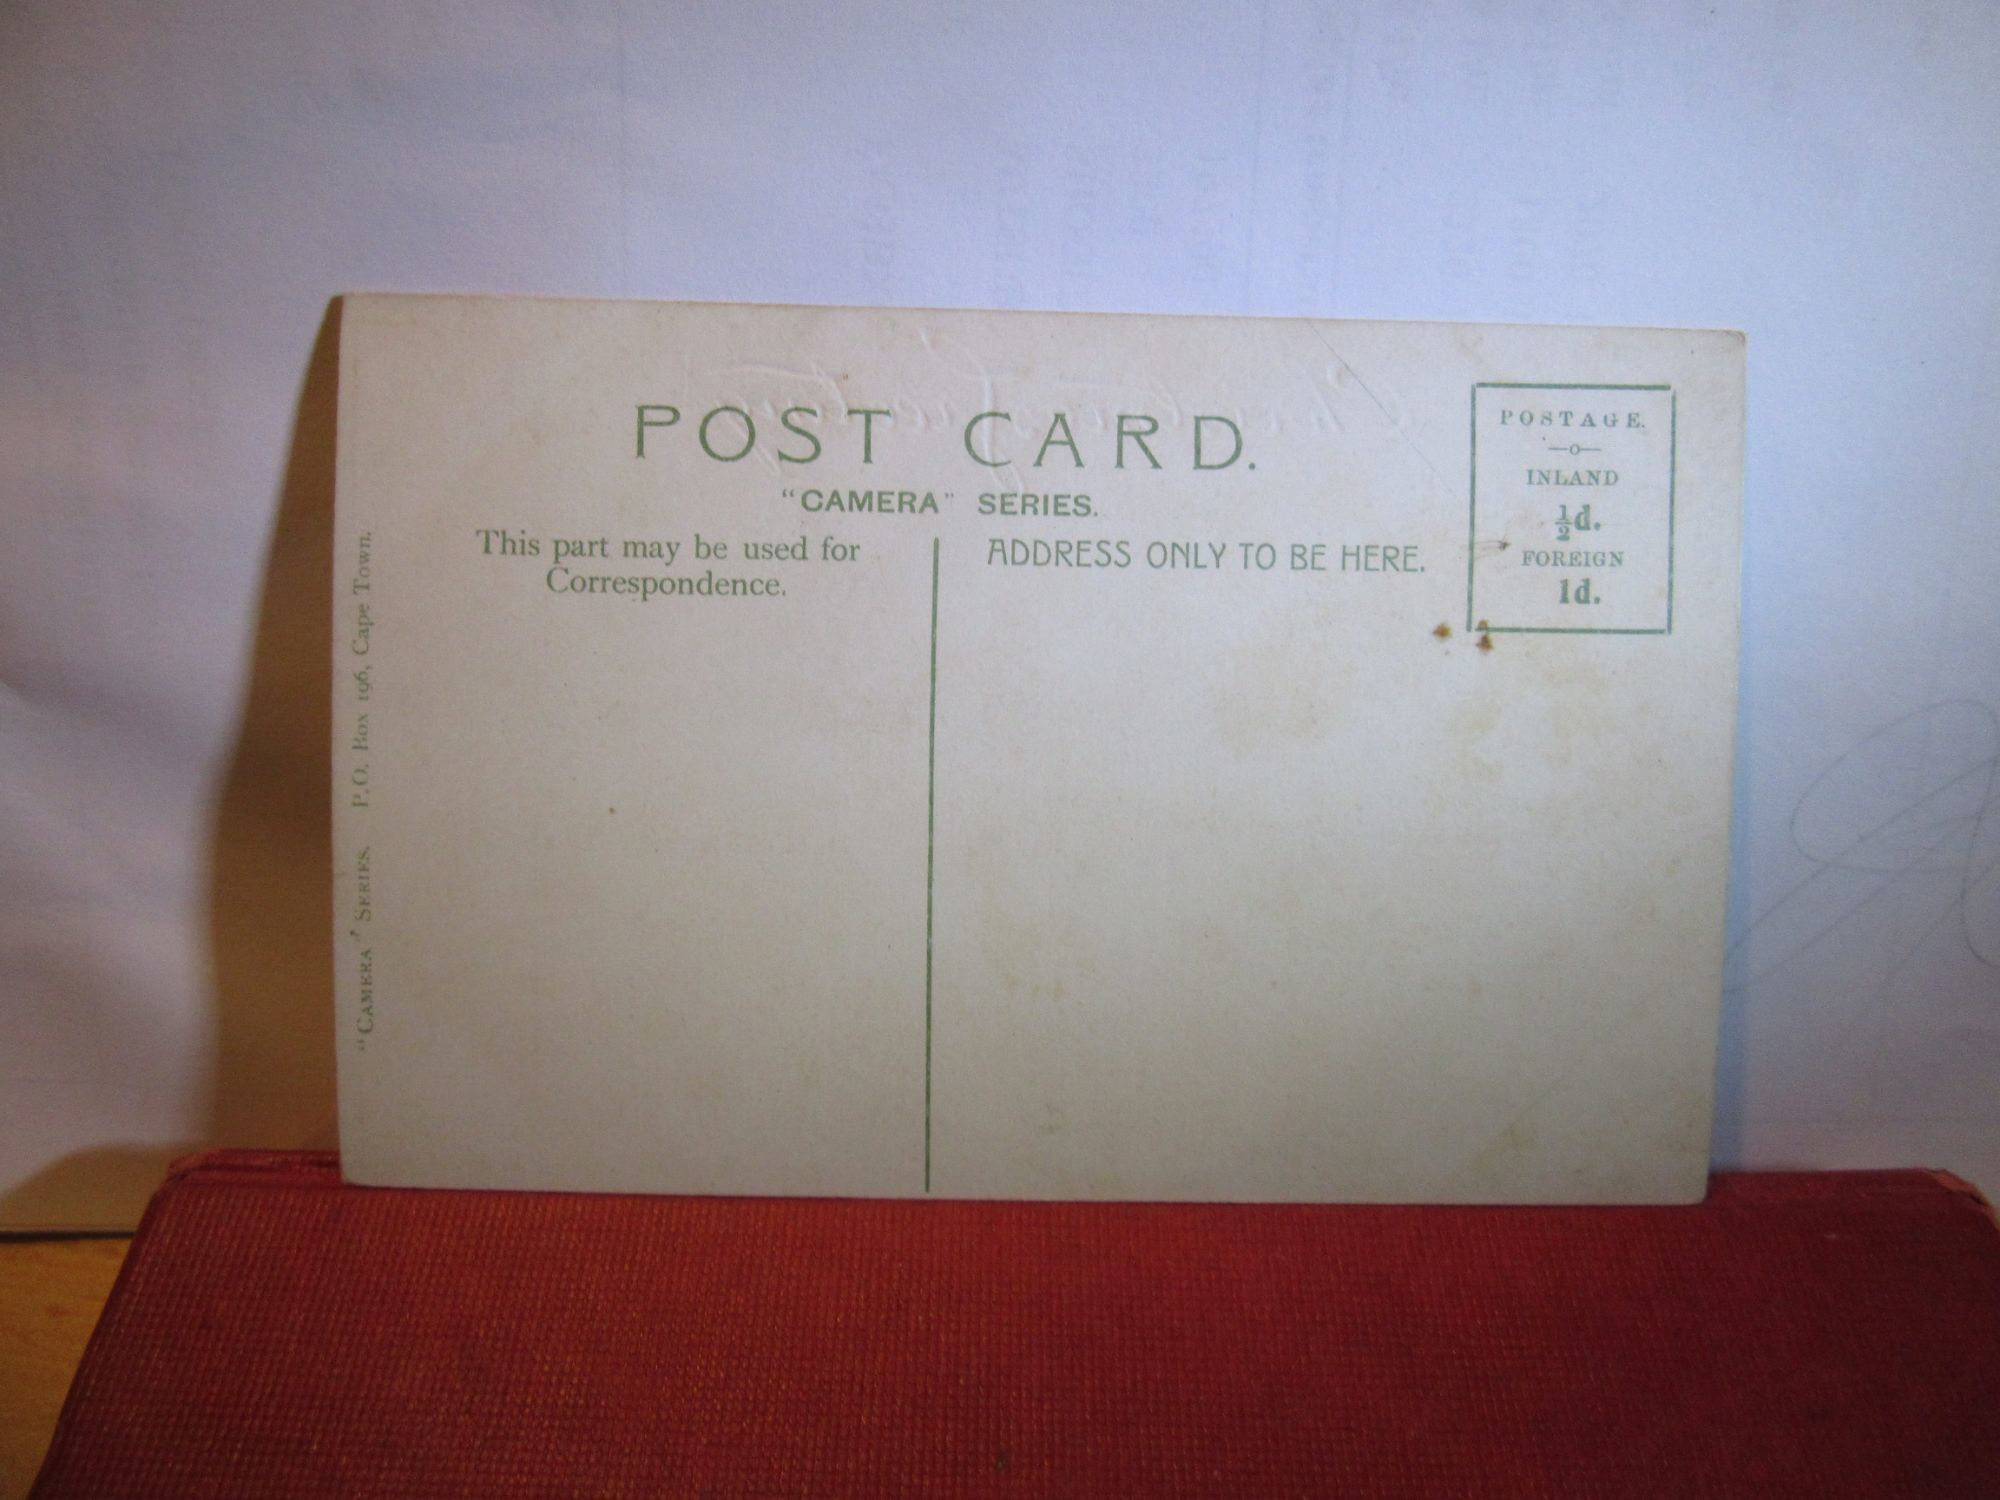 POST CARD.
"CAMERA" SERIES.
This part may be used for
Correspondence.
ADDRESS ONLY TO BE HERE.
POSTAGE.
INLAND
½d.
FOREIGN
1d.
"CAMERA" SERIES. P.O. Box 196, Cape Town.